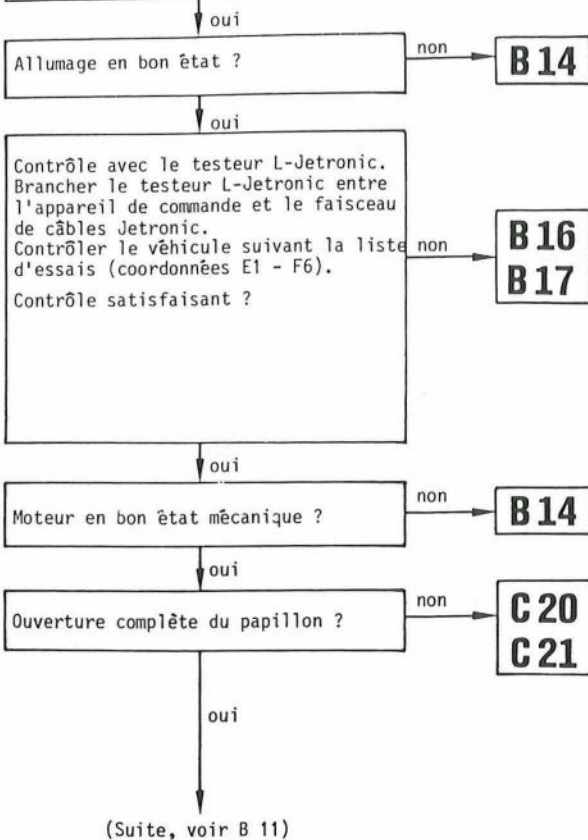 oui
Allumage en bon état ?
non
B 14
oui
Contrôle avec le testeur L-Jetronic.
Brancher le testeur L-Jetronic entre
l'appareil de commande et le faisceau
de câbles Jetronic.
Contrôler le véhicule suivant la liste
d'essais (coordonnées E1 - F6).
non
B 16
B 17
Contrôle satisfaisant ?
oui
Moteur en bon état mécanique ?
non
B 14
oui
Ouverture complète du papillon ?
non
C 20
C 21
oui
(Suite, voir B 11)